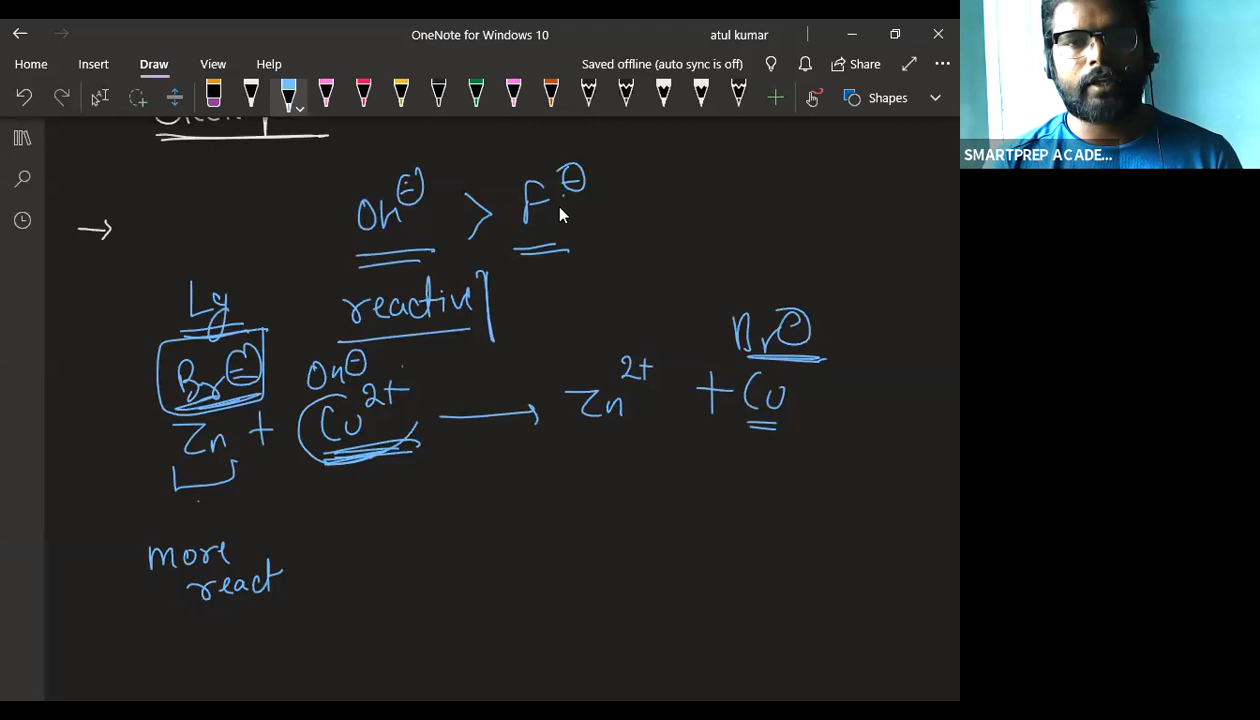 OneNote for Windows 10
atul kumar
Home Insert Draw View Help
Saved offline (auto sync is off)
Share
Shapes
SMARTPREP ACADE...
OH⊖ > F⊖
reactive
Lg
Br⊖ OH⊖ Br⊖
Zn + Cu2+ → Zn2+ + Cu
more
react